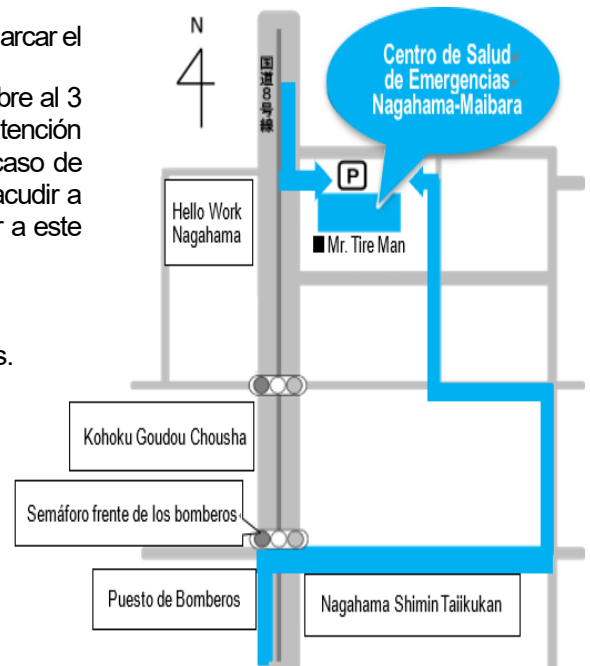 arcar el
bre al 3
tención
caso de
acudir a
r a este
s.
N
国道8号線
Centro de Salud
de Emergencias
Nagahama-Maibara
P
Hello Work
Nagahama
■ Mr. Tire Man
Kohoku Goudou Chousha
Semáforo frente de los bomberos
Puesto de Bomberos
Nagahama Shimin Taiikukan